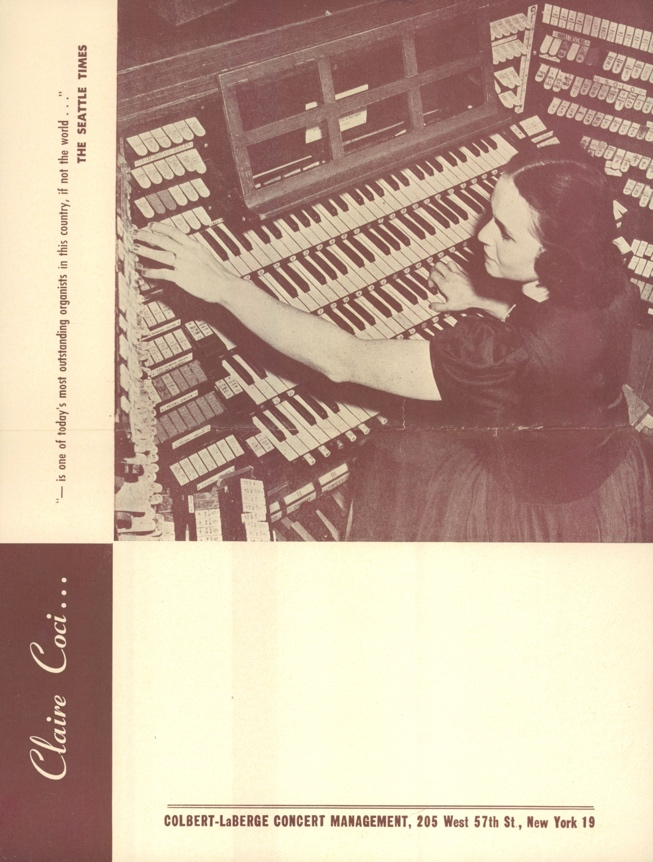 "— is one of today's most outstanding organists in this country, if not the world . . ."
THE SEATTLE TIMES
Claire Coci...
COLBERT-LaBERGE CONCERT MANAGEMENT, 205 West 57th St., New York 19